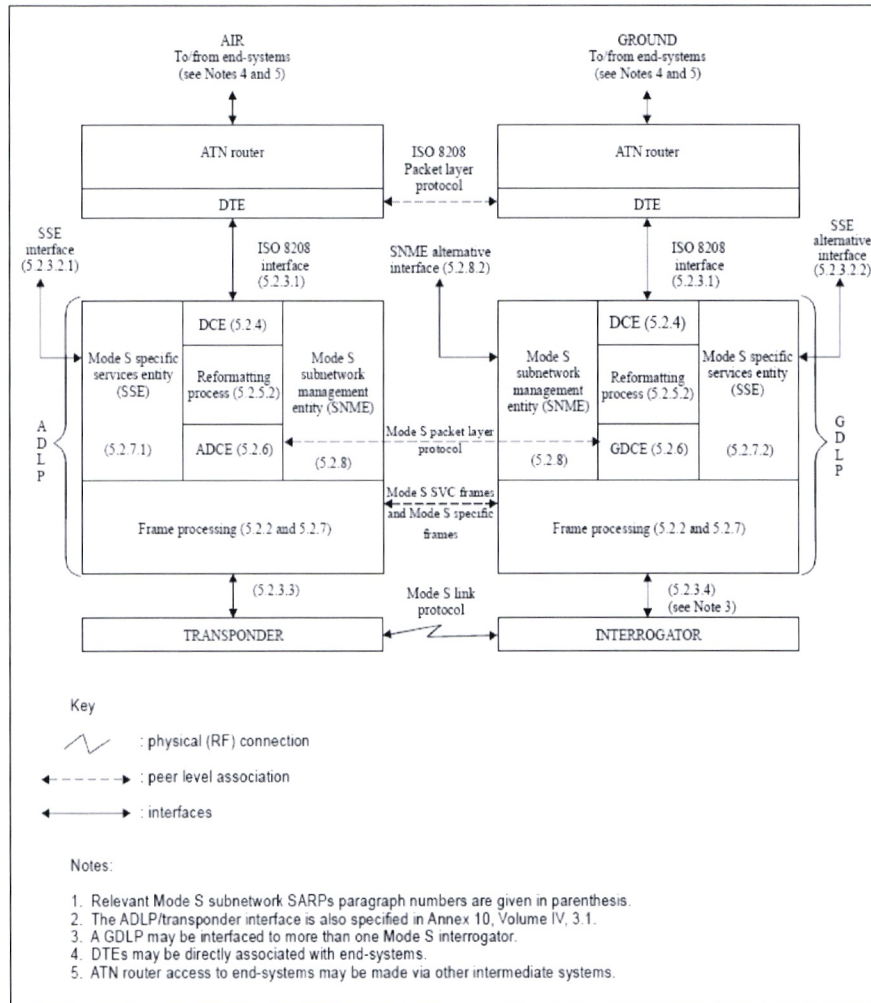 AIR
To/from end-systems
(see Notes 4 and 5)
GROUND
To/from end-systems
(see Notes 4 and 5)
ATN router
DTE
ISO 8208
Packet layer
protocol
ATN router
DTE
SSE
interface
(5.2.3.2.1)
ISO 8208
interface
(5.2.3.1)
SNME alternative
interface (5.2.8.2)
ISO 8208
interface
(5.2.3.1)
SSE
alternative
interface
(5.2.3.2.2)
ADLP
Mode S specific
services entity
(SSE)
(5.2.7.1)
DCE (5.2.4)
Reformatting
process (5.2.5.2)
ADCE (5.2.6)
Mode S
subnetwork
management
entity (SNME)
(5.2.8)
Mode S packet layer
protocol
Mode S
subnetwork
management
entity (SNME)
(5.2.8)
DCE (5.2.4)
Reformatting
process (5.2.5.2)
GDCE (5.2.6)
Mode S specific
services entity
(SSE)
(5.2.7.2)
GDLP
Frame processing (5.2.2 and 5.2.7)
Mode S SVC frames
and Mode S specific
frames
Frame processing (5.2.2 and 5.2.7)
(5.2.3.3)
Mode S link
protocol
(5.2.3.4)
(see Note 3)
TRANSPONDER
INTERROGATOR
Key
: physical (RF) connection
: peer level association
: interfaces
Notes:
1. Relevant Mode S subnetwork SARPs paragraph numbers are given in parenthesis.
2. The ADLP/transponder interface is also specified in Annex 10, Volume IV, 3.1.
3. A GDLP may be interfaced to more than one Mode S interrogator.
4. DTEs may be directly associated with end-systems.
5. ATN router access to end-systems may be made via other intermediate systems.